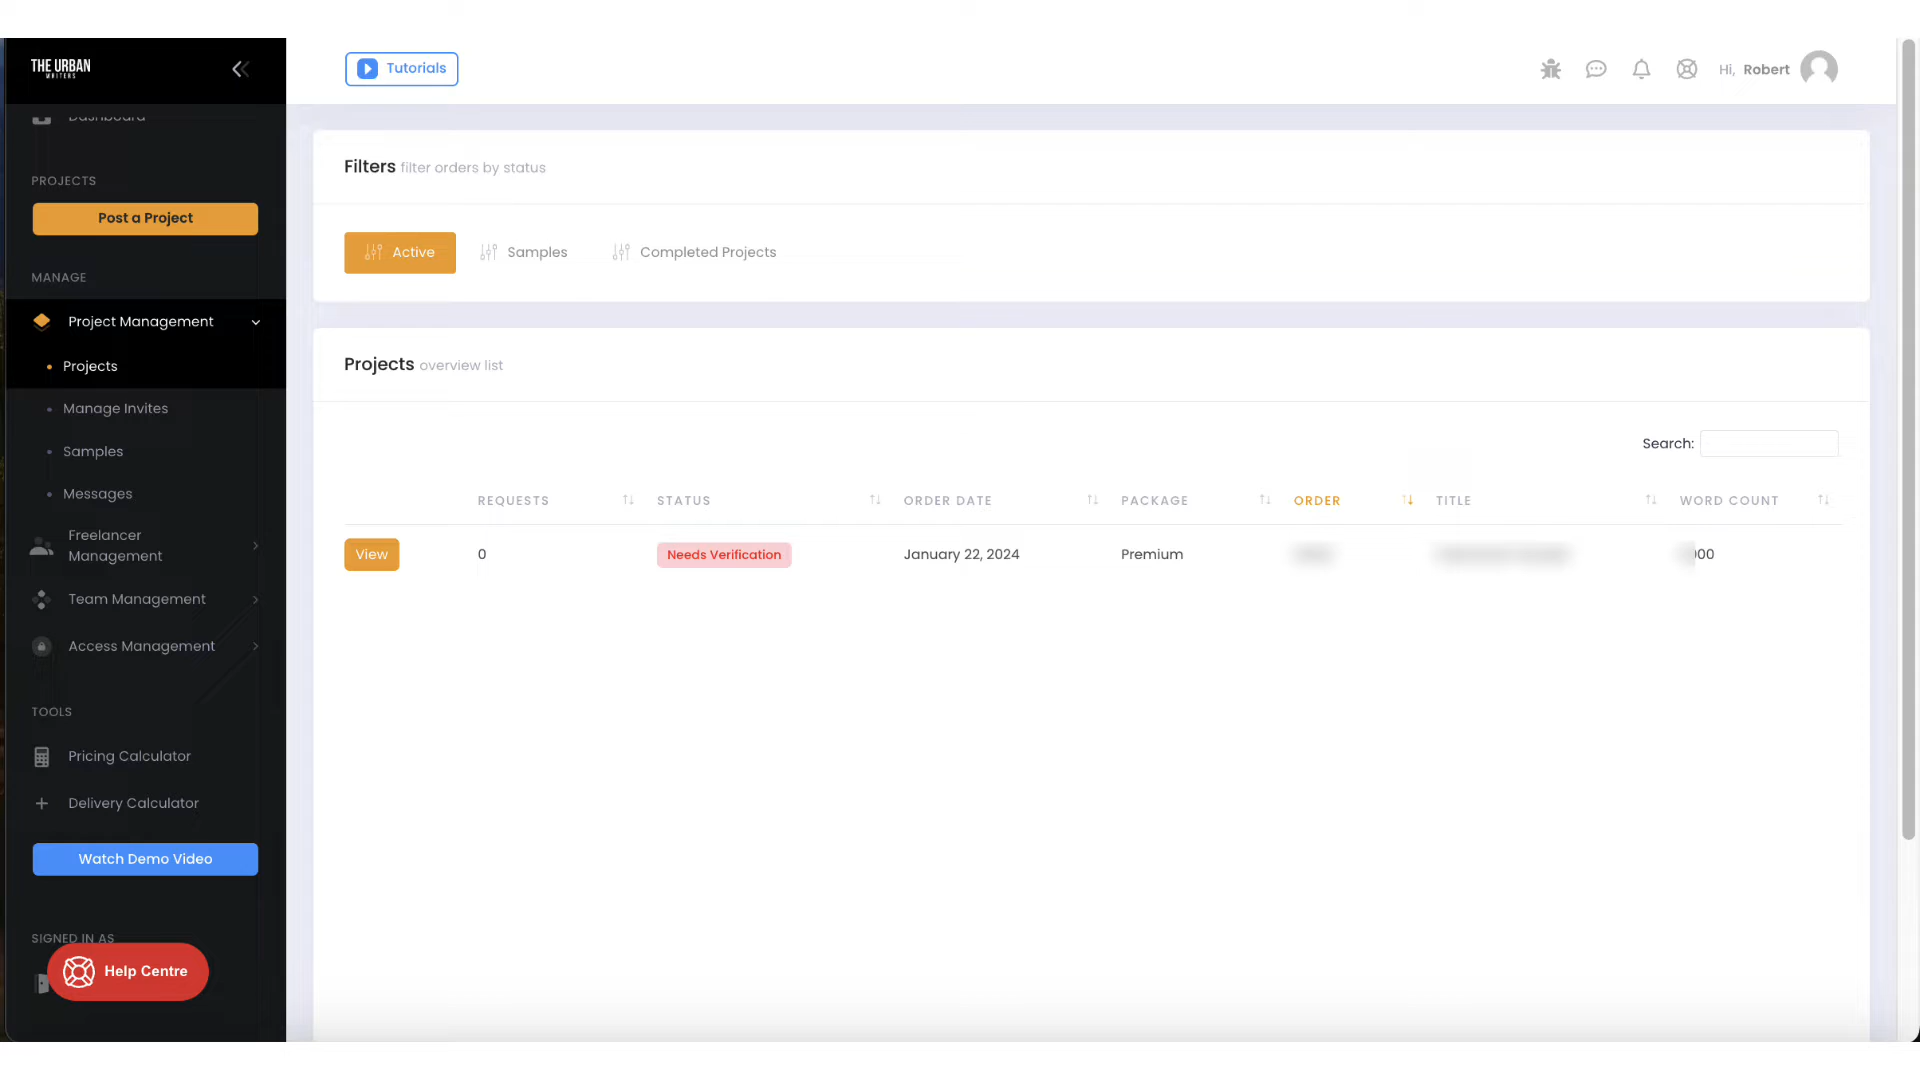 THE URBAN
WRITERS
Tutorials
Hi, Robert
Dashboard
PROJECTS
Post a Project
MANAGE
Project Management
Projects
Manage Invites
Samples
Messages
Freelancer
Management
Team Management
Access Management
TOOLS
Pricing Calculator
Delivery Calculator
Watch Demo Video
SIGNED IN AS
Help Centre
Filters filter orders by status
Active Samples Completed Projects
Projects overview list
Search:
REQUESTS STATUS ORDER DATE PACKAGE ORDER TITLE WORD COUNT
View 0 Needs Verification January 22, 2024 Premium